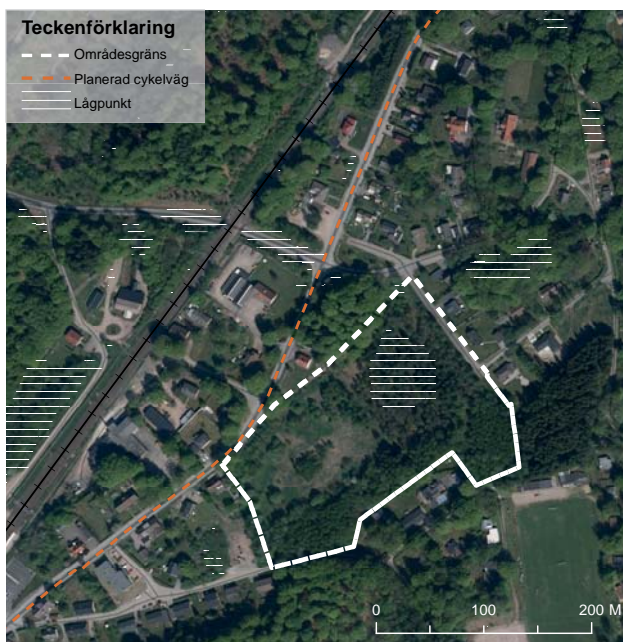 Teckenförklaring
Områdesgräns
Planerad cykelväg
Lågpunkt
0 100 200 M